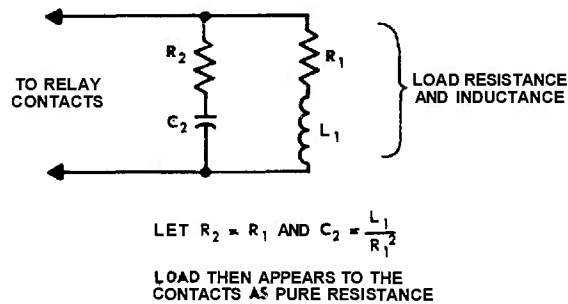 R2
R1
TO RELAY
CONTACTS
LOAD RESISTANCE
AND INDUCTANCE
C2
L1
LET R2 = R1 AND C2 = L1/R1²
LOAD THEN APPEARS TO THE
CONTACTS AS PURE RESISTANCE